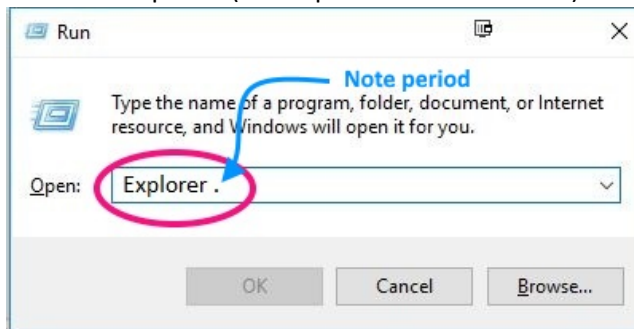 Run
Note period
Type the name of a program, folder, document, or Internet
resource, and Windows will open it for you.
Open: Explorer .
OK Cancel Browse...